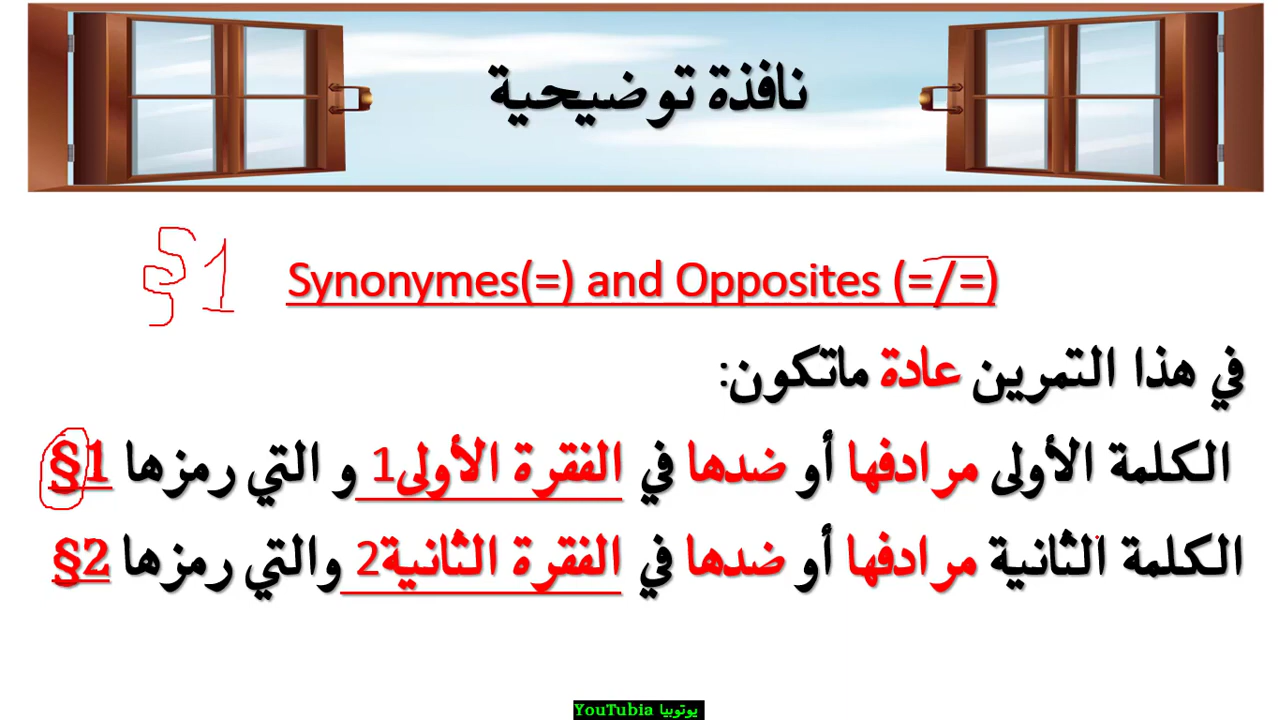 نافذة توضيحية
§1
Synonymes(=) and Opposites (=/=)
في هذا التمرين عادة ماتكون:
الكلمة الأولى مرادفها أو ضدها في الفقرة الأولى1 و التي رمزها §1
الكلمة الثانية مرادفها أو ضدها في الفقرة الثانية2 والتي رمزها §2
YouTubia يوتوبيا